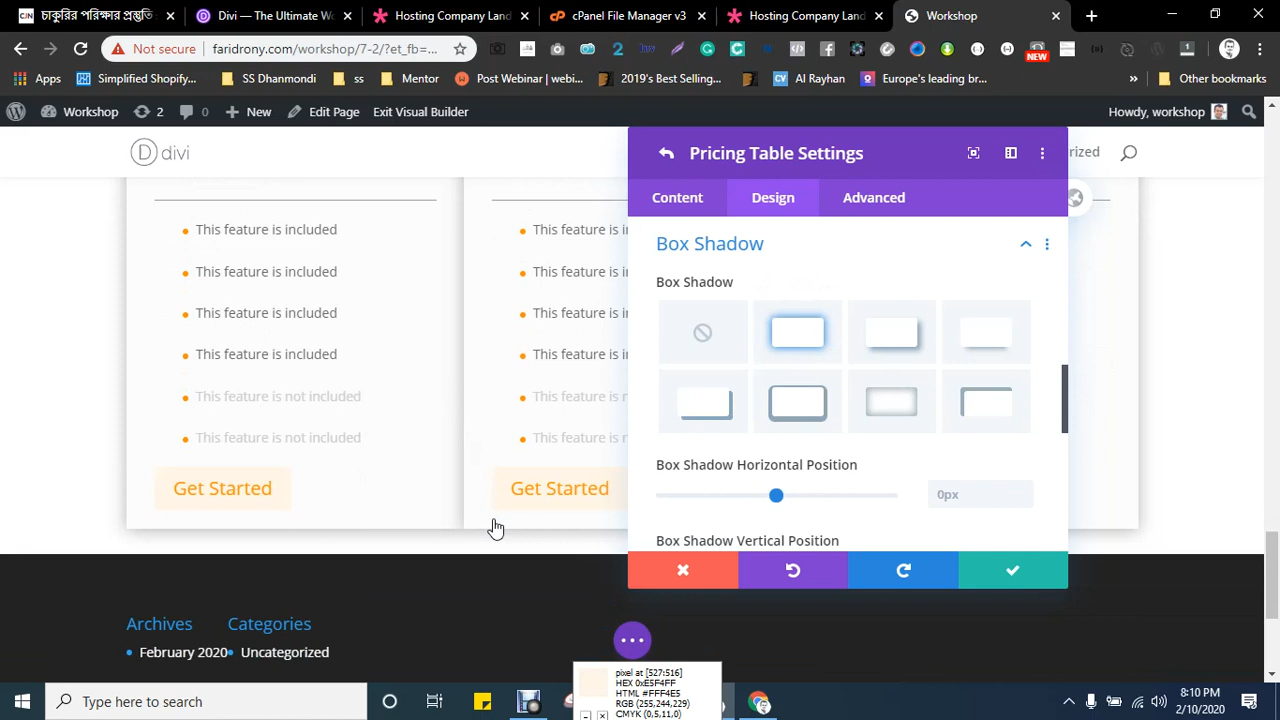 চাকুরির পরিক্ষার প্রস্তুতি
Divi — The Ultimate Wo
Hosting Company Land
cPanel File Manager v3
Hosting Company Land
Workshop
Not secure
faridrony.com/workshop/7-2/?et_fb=...
NEW
Apps
Simplified Shopify...
SS Dhanmondi
ss
Mentor
Post Webinar | webi...
2019's Best Selling...
Al Rayhan
Europe's leading br...
Other bookmarks
Workshop
2
0
New
Edit Page
Exit Visual Builder
Howdy, workshop
divi
Pricing Table Settings
rized
Content
Design
Advanced
Box Shadow
Box Shadow
This feature is included
This feature is included
This feature is included
This feature is included
This feature is not included
This feature is not included
Get Started
This feature is
This feature is
This feature is
This feature is
This feature is n
This feature is n
Get Started
Box Shadow Horizontal Position
0px
Box Shadow Vertical Position
Archives
Categories
February 2020
Uncategorized
pixel at [527:516]
HEX 0xE5F4FF
HTML #FFF4E5
RGB (255,244,229)
CMYK (0,5,11,0)
Type here to search
8:10 PM
2/10/2020